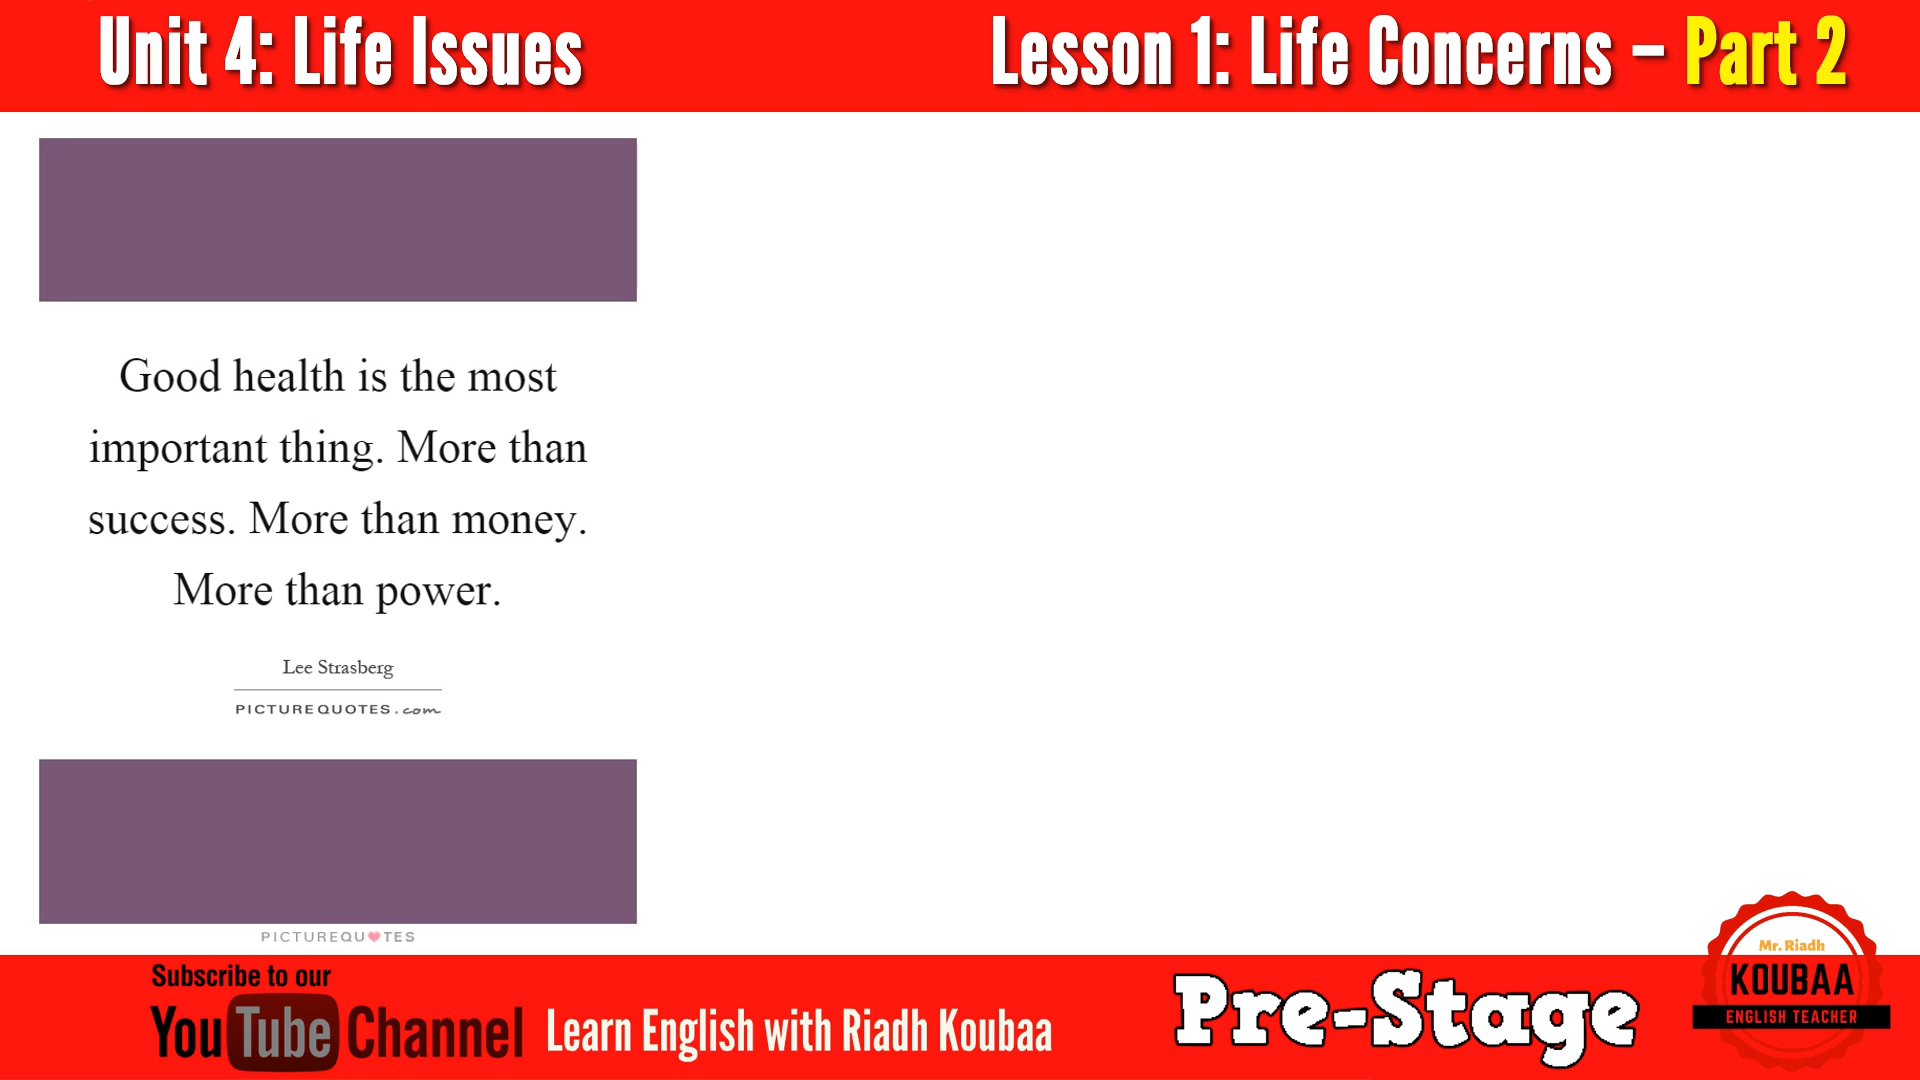 Unit 4: Life Issues
Lesson 1: Life Concerns – Part 2
Good health is the most
important thing. More than
success. More than money.
More than power.
Lee Strasberg
PICTUREQUOTES.com
PICTUREQUOTES
Subscribe to our
YouTube Channel
Learn English with Riadh Koubaa
Pre-Stage
Mr. Riadh
KOUBAA
ENGLISH TEACHER